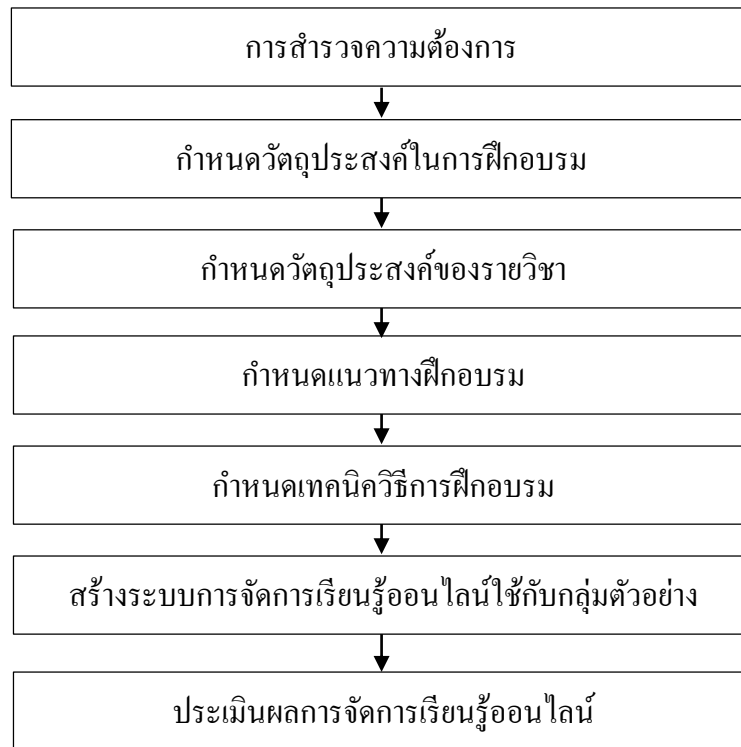 การสำรวจความต้องการ
กำหนดวัตถุประสงค์ในการฝึกอบรม
กำหนดวัตถุประสงค์ของรายวิชา
กำหนดแนวทางฝึกอบรม
กำหนดเทคนิควิธีการฝึกอบรม
สร้างระบบการจัดการเรียนรู้ออนไลน์ใช้กับกลุ่มตัวอย่าง
ประเมินผลการจัดการเรียนรู้ออนไลน์